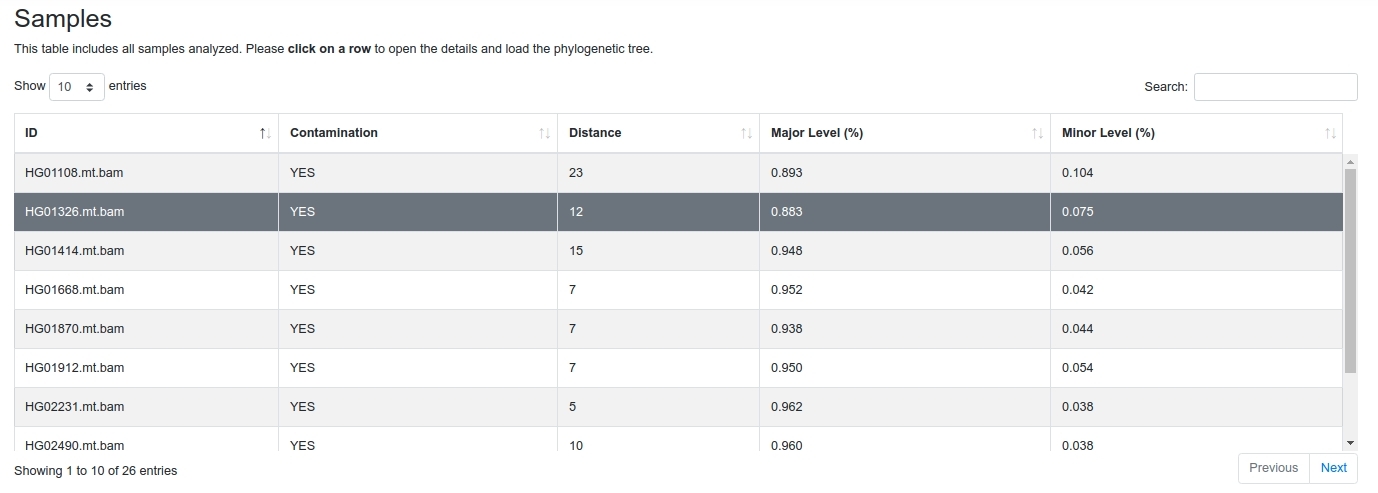 Samples
This table includes all samples analyzed. Please click on a row to open the details and load the phylogenetic tree.
Show 10 entries Search:
ID Contamination Distance Major Level (%) Minor Level (%)
HG01108.mt.bam YES 23 0.893 0.104
HG01326.mt.bam YES 12 0.883 0.075
HG01414.mt.bam YES 15 0.948 0.056
HG01668.mt.bam YES 7 0.952 0.042
HG01870.mt.bam YES 7 0.938 0.044
HG01912.mt.bam YES 7 0.950 0.054
HG02231.mt.bam YES 5 0.962 0.038
HG02490.mt.bam YES 10 0.960 0.038
Showing 1 to 10 of 26 entries Previous Next